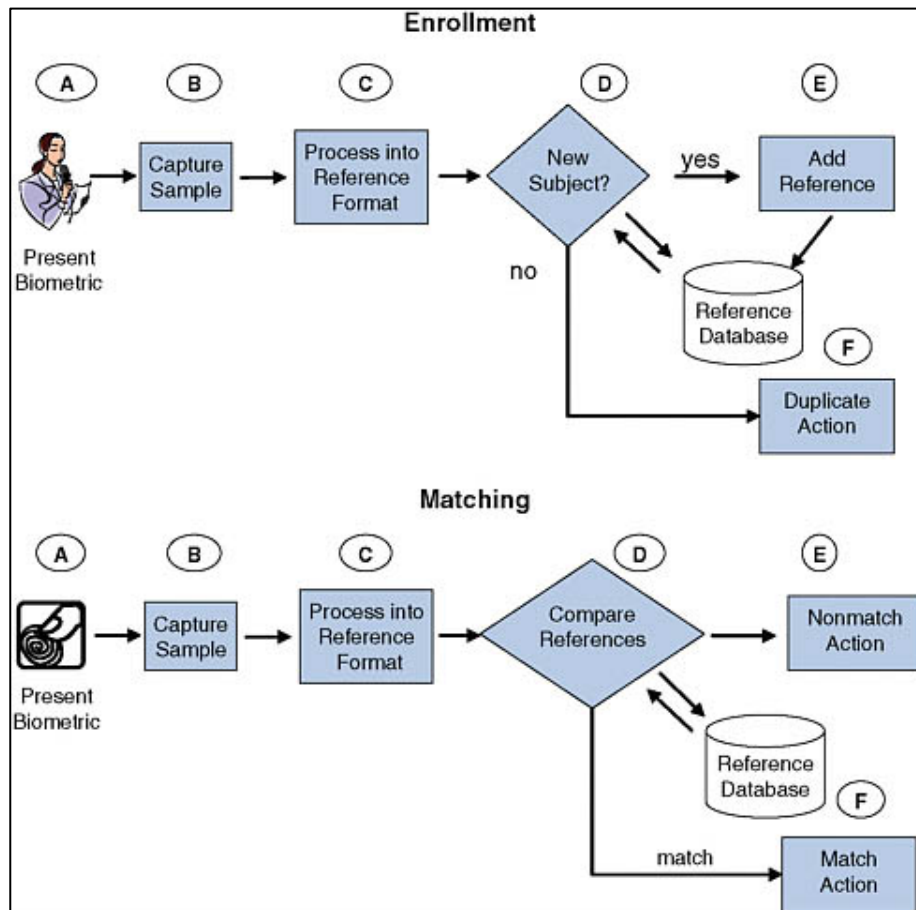 Enrollment
A
B
C
D
E
Present
Biometric
Capture
Sample
Process into
Reference
Format
New
Subject?
yes
Add
Reference
no
Reference
Database
F
Duplicate
Action
Matching
A
B
C
D
E
Present
Biometric
Capture
Sample
Process into
Reference
Format
Compare
References
Nonmatch
Action
Reference
Database
F
match
Match
Action